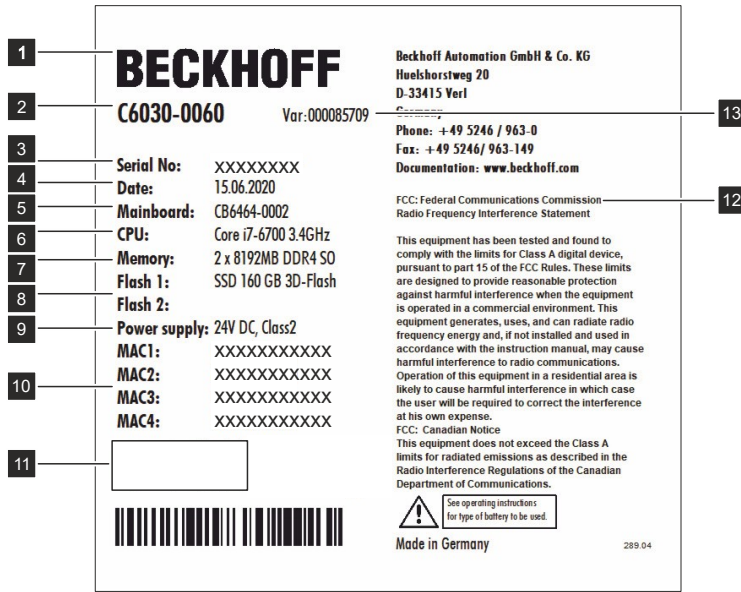 1
BECKHOFF
2
C6030-0060
Var:000085709
3
Serial No: XXXXXXXX
4
Date: 15.06.2020
5
Mainboard: CB6464-0002
6
CPU: Core i7-6700 3.4GHz
7
Memory: 2 x 8192MB DDR4 SO
Flash 1: SSD 160 GB 3D-Flash
8
Flash 2:
9
Power supply: 24V DC, Class2
MAC1: XXXXXXXXXXX
MAC2: XXXXXXXXXXX
10
MAC3: XXXXXXXXXXX
MAC4: XXXXXXXXXXX
11
Beckhoff Automation GmbH & Co. KG
Huelshorstweg 20
D-33415 Verl
Germany
13
Phone: +49 5246 / 963-0
Fax: +49 5246/ 963-149
Documentation: www.beckhoff.com
FCC: Federal Communications Commission
12
Radio Frequency Interference Statement
This equipment has been tested and found to
comply with the limits for Class A digital device,
pursuant to part 15 of the FCC Rules. These limits
are designed to provide reasonable protection
against harmful interference when the equipment
is operated in a commercial environment. This
equipment generates, uses, and can radiate radio
frequency energy and, if not installed and used in
accordance with the instruction manual, may cause
harmful interference to radio communications.
Operation of this equipment in a residential area is
likely to cause harmful interference in which case
the user will be required to correct the interference
at his own expense.
FCC: Canadian Notice
This equipment does not exceed the Class A
limits for radiated emissions as described in the
Radio Interference Regulations of the Canadian
Department of Communications.
See operating instructions
for type of battery to be used.
Made in Germany
289.04